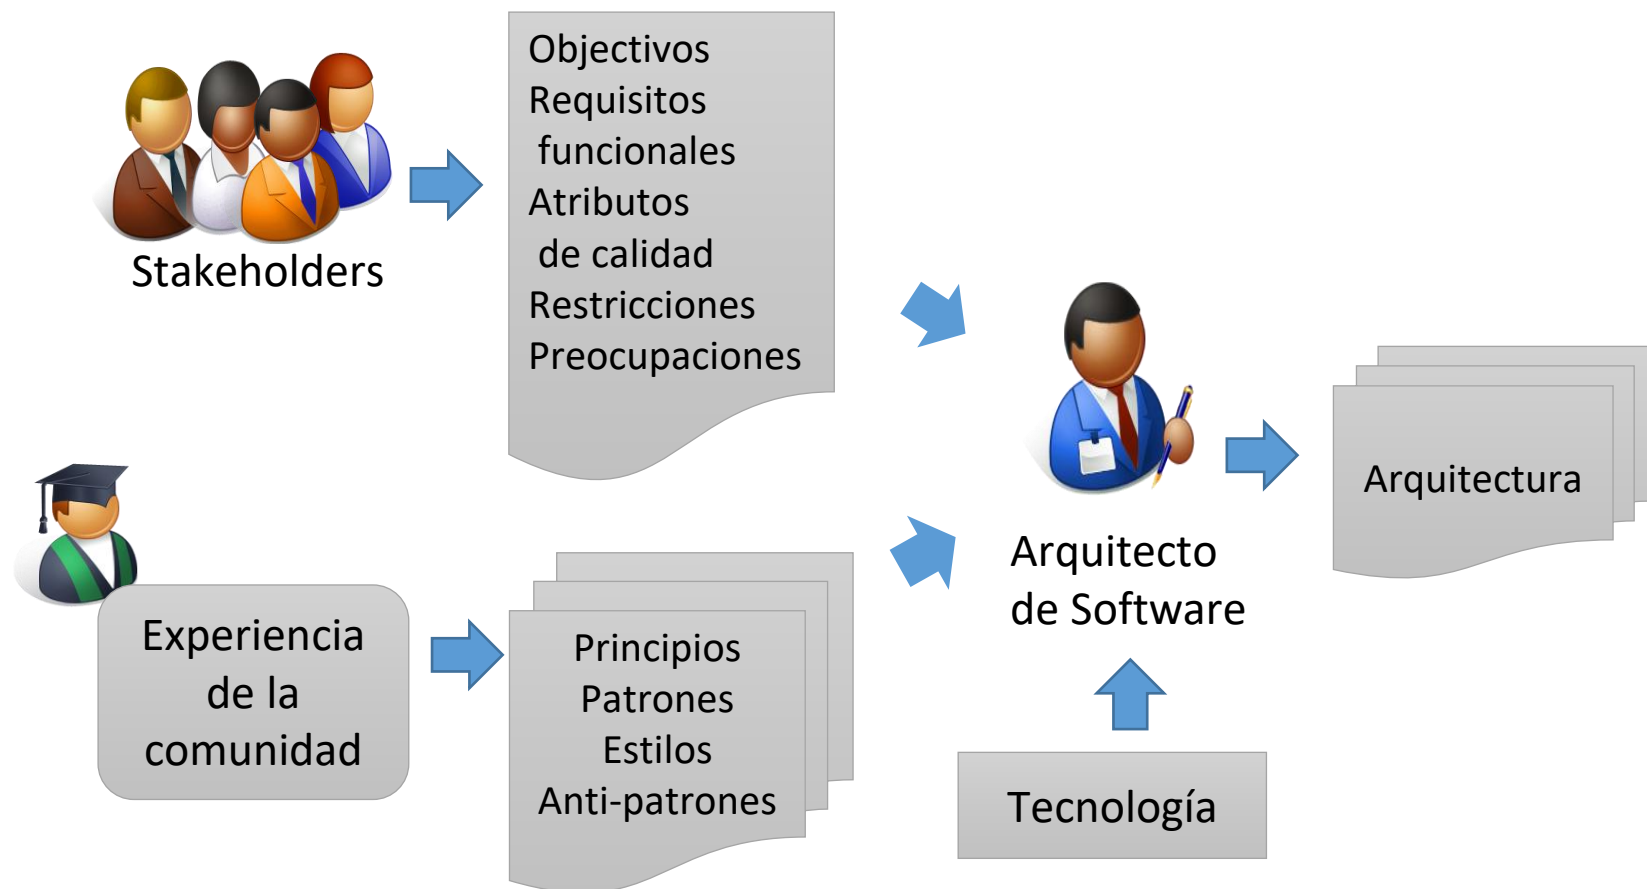 Stakeholders
Objectivos
Requisitos
funcionales
Atributos
de calidad
Restricciones
Preocupaciones
Experiencia
de la
comunidad
Principios
Patrones
Estilos
Anti-patrones
Arquitecto
de Software
Tecnología
Arquitectura